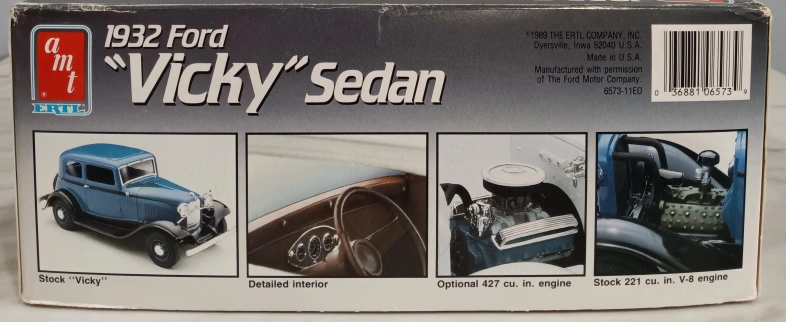 amt
®
ERTL
1932 Ford
"Vicky" Sedan
©1989 THE ERTL COMPANY, INC.
Dyersville, Iowa 52040 U.S.A.
Made in U.S.A.
Manufactured with permission
of The Ford Motor Company.
6573-11EO
0 36881 06573 9
Stock "Vicky"
Detailed interior
Optional 427 cu. in. engine
Stock 221 cu. in. V-8 engine